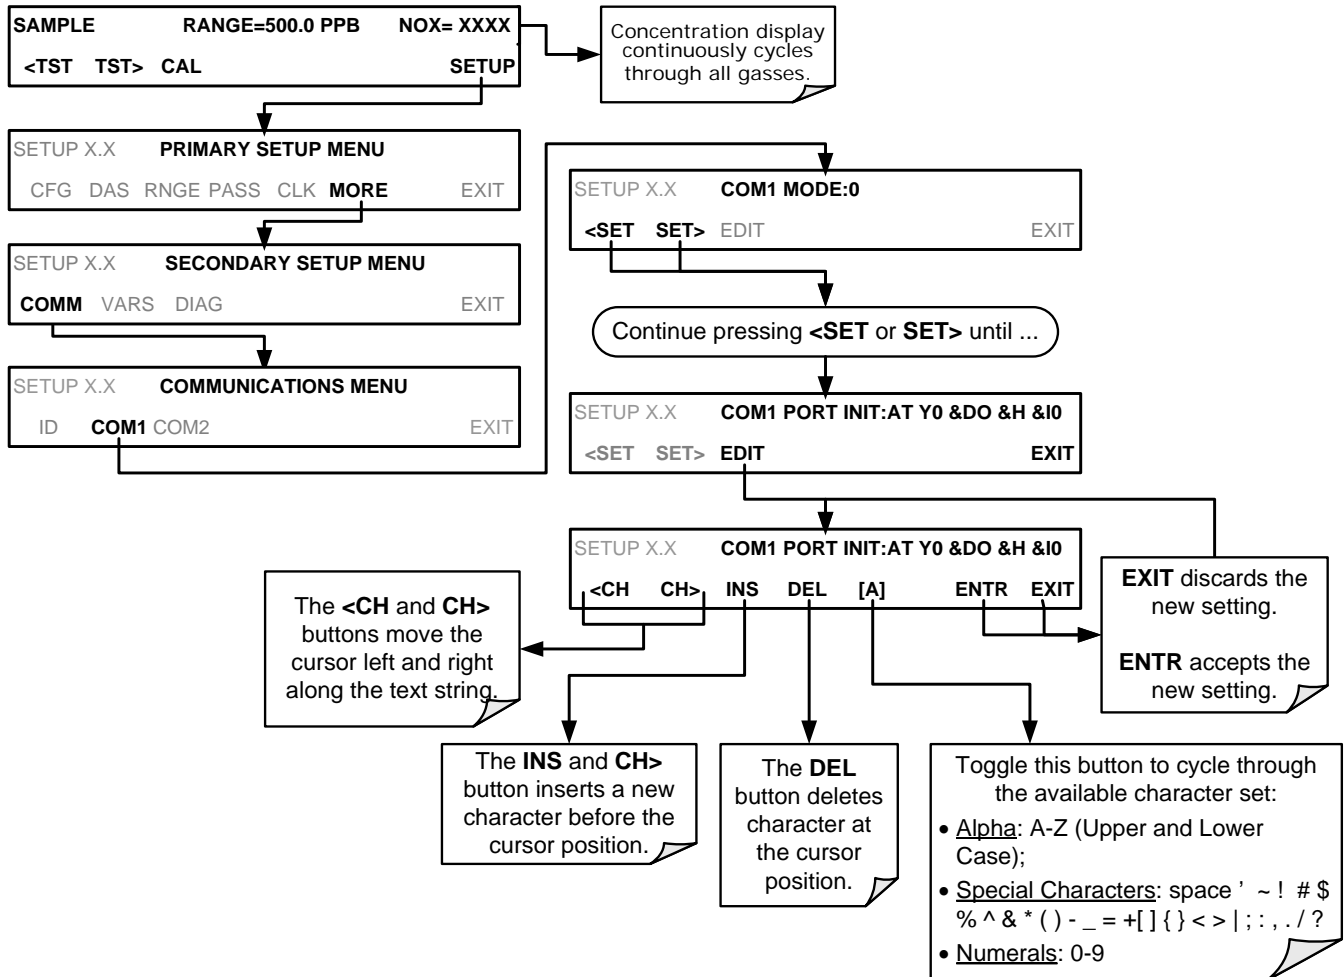 SAMPLE RANGE=500.0 PPB NOX= XXXX
<TST TST> CAL SETUP
Concentration display
continuously cycles
through all gasses.
SETUP X.X PRIMARY SETUP MENU
CFG DAS RNGE PASS CLK MORE EXIT
SETUP X.X SECONDARY SETUP MENU
COMM VARS DIAG EXIT
SETUP X.X COMMUNICATIONS MENU
ID COM1 COM2 EXIT
SETUP X.X COM1 MODE:0
<SET SET> EDIT EXIT
Continue pressing <SET or SET> until ...
SETUP X.X COM1 PORT INIT:AT Y0 &DO &H &I0
<SET SET> EDIT EXIT
SETUP X.X COM1 PORT INIT:AT Y0 &DO &H &I0
<CH CH> INS DEL [A] ENTR EXIT
The <CH and CH>
buttons move the
cursor left and right
along the text string.
EXIT discards the
new setting.
ENTR accepts the
new setting.
The INS and CH>
button inserts a new
character before the
cursor position.
The DEL
button deletes
character at
the cursor
position.
Toggle this button to cycle through
the available character set:
• Alpha: A-Z (Upper and Lower
Case);
• Special Characters: space ' ~ ! # $
% ^ & * ( ) - _ = +[ ] { } < > | ; : , . / ?
• Numerals: 0-9